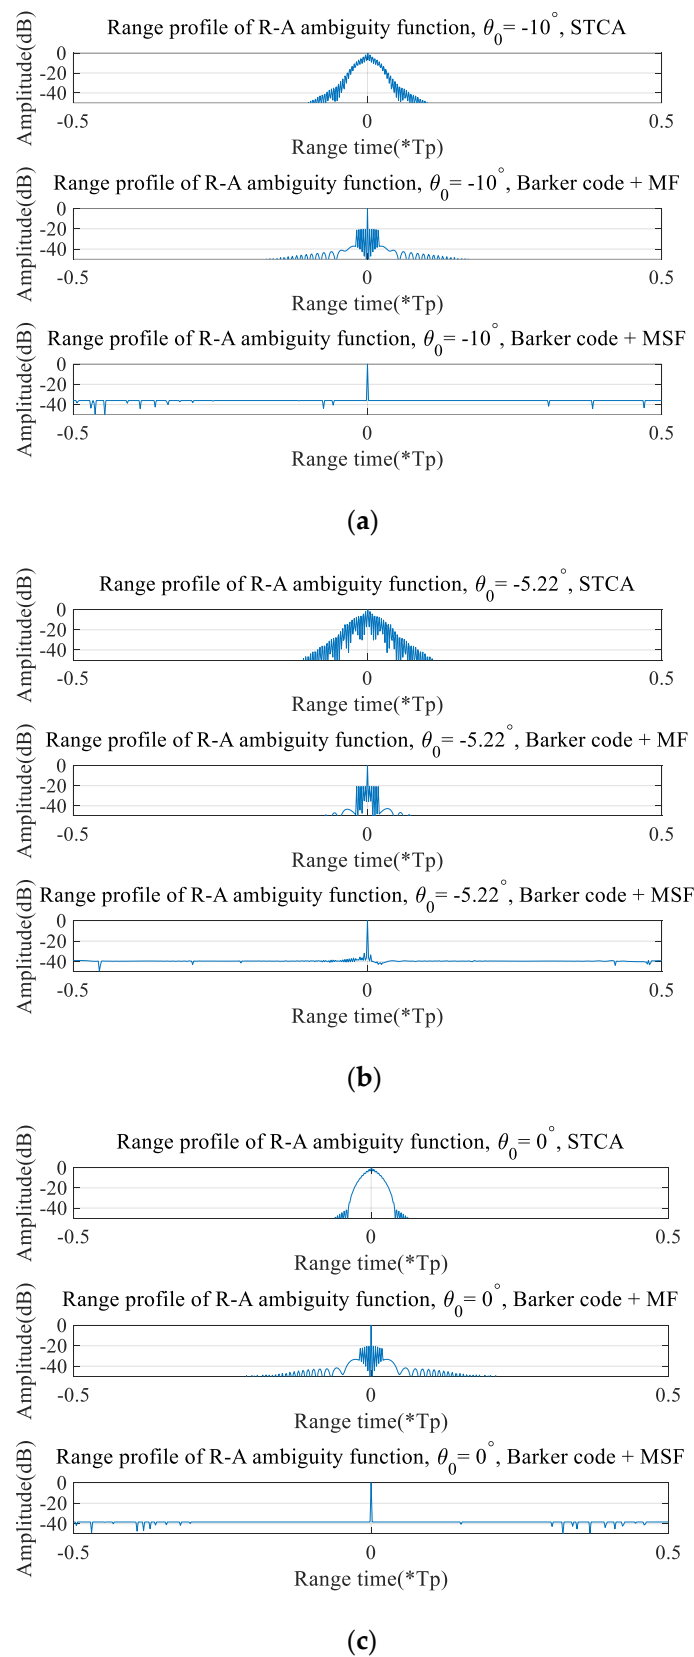 Range profile of R-A ambiguity function, θ0= -10°, STCA
Amplitude(dB)
0
-20
-40
-0.5 0 0.5
Range time(*Tp)
Range profile of R-A ambiguity function, θ0= -10°, Barker code + MF
Amplitude(dB)
0
-20
-40
-0.5 0 0.5
Range time(*Tp)
Range profile of R-A ambiguity function, θ0= -10°, Barker code + MSF
Amplitude(dB)
0
-20
-40
-0.5 0 0.5
Range time(*Tp)
(a)
Range profile of R-A ambiguity function, θ0= -5.22°, STCA
Amplitude(dB)
0
-20
-40
-0.5 0 0.5
Range time(*Tp)
Range profile of R-A ambiguity function, θ0= -5.22°, Barker code + MF
Amplitude(dB)
0
-20
-40
-0.5 0 0.5
Range time(*Tp)
Range profile of R-A ambiguity function, θ0= -5.22°, Barker code + MSF
Amplitude(dB)
0
-20
-40
-0.5 0 0.5
Range time(*Tp)
(b)
Range profile of R-A ambiguity function, θ0= 0°, STCA
Amplitude(dB)
0
-20
-40
-0.5 0 0.5
Range time(*Tp)
Range profile of R-A ambiguity function, θ0= 0°, Barker code + MF
Amplitude(dB)
0
-20
-40
-0.5 0 0.5
Range time(*Tp)
Range profile of R-A ambiguity function, θ0= 0°, Barker code + MSF
Amplitude(dB)
0
-20
-40
-0.5 0 0.5
Range time(*Tp)
(c)